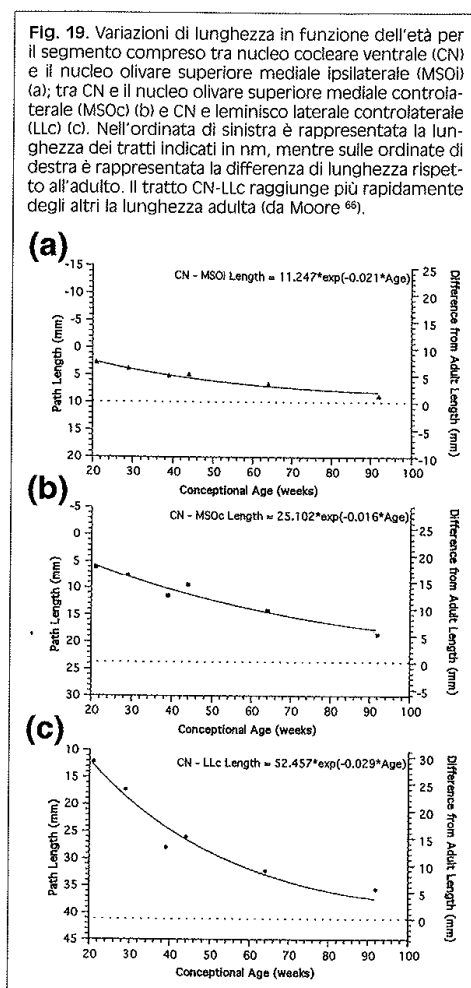 Fig. 19. Variazioni di lunghezza in funzione dell'età per
il segmento compreso tra nucleo cocleare ventrale (CN)
e il nucleo olivare superiore mediale ipsilaterale (MSOi)
(a); tra CN e il nucleo olivare superiore mediale controla-
terale (MSOc) (b) e CN e leminisco laterale controlaterale
(LLc) (c). Nell'ordinata di sinistra è rappresentata la lun-
ghezza dei tratti indicati in nm, mentre sulle ordinate di
destra è rappresentata la differenza di lunghezza rispet-
to all'adulto. Il tratto CN-LLc raggiunge più rapidamente
degli altri la lunghezza adulta (da Moore 66).
(a)
CN - MSOi Length = 11.247*exp(-0.021*Age)
Path Length (mm)
-15
-10
-5
0
5
10
15
20
25
20
15
10
5
0
-5
-10
Difference from Adult Length (mm)
20 30 40 50 60 70 80 90 100
Conceptional Age (weeks)
(b)
CN - MSOc Length = 25.102*exp(-0.016*Age)
Path Length (mm)
-5
0
5
10
15
20
25
30
25
20
15
10
5
0
-5
Difference from Adult Length (mm)
20 30 40 50 60 70 80 90 100
Conceptional Age (weeks)
(c)
CN - LLc Length = 52.457*exp(-0.029*Age)
Path Length (mm)
10
15
20
25
30
35
40
45
30
25
20
15
10
5
0
Difference from Adult Length (mm)
20 30 40 50 60 70 80 90 100
Conceptional Age (weeks)